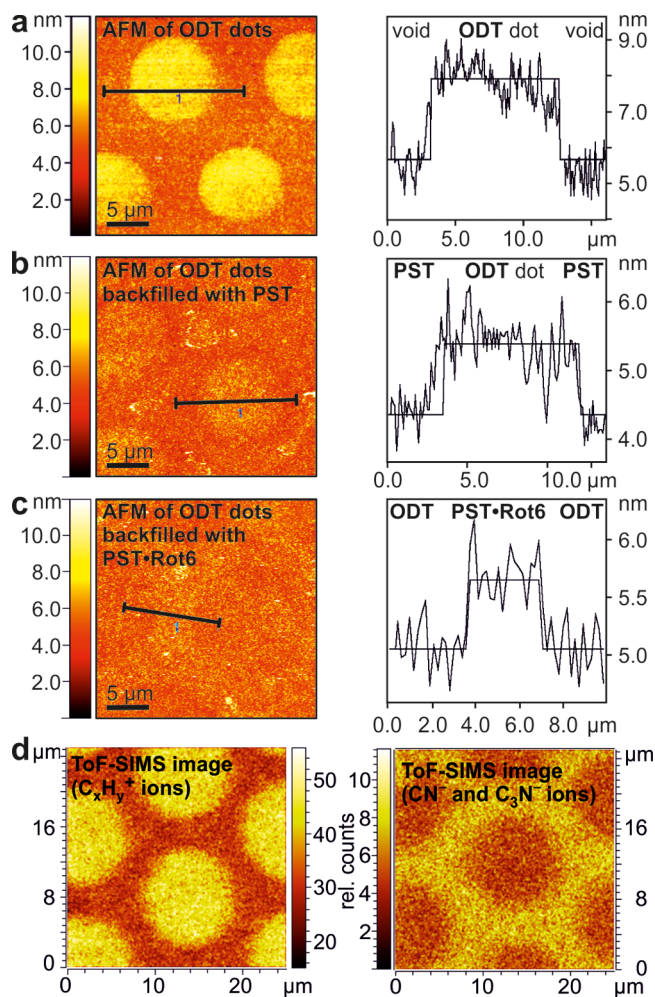 a
nm
10.0
8.0
6.0
4.0
2.0
AFM of ODT dots
1
5 µm
void ODT dot void
nm
9.0
8.0
7.0
6.0
5.0
0.0 5.0 10.0 µm
b
nm
10.0
8.0
6.0
4.0
2.0
AFM of ODT dots
backfilled with PST
1
5 µm
PST ODT dot PST
nm
6.0
5.0
4.0
0.0 5.0 10.0 µm
c
nm
10.0
8.0
6.0
4.0
2.0
AFM of ODT dots
backfilled with
PST•Rot6
1
5 µm
ODT PST•Rot6 ODT
nm
6.0
5.5
5.0
0.0 2.0 4.0 6.0 8.0 µm
d
µm
16
8
0
ToF-SIMS image
(CxHy+ ions)
0 10 20 µm
50
40
30
20
rel. counts
10
8
6
4
2
0
ToF-SIMS image
(CN− and C3N− ions)
µm
16
8
0
0 10 20 µm